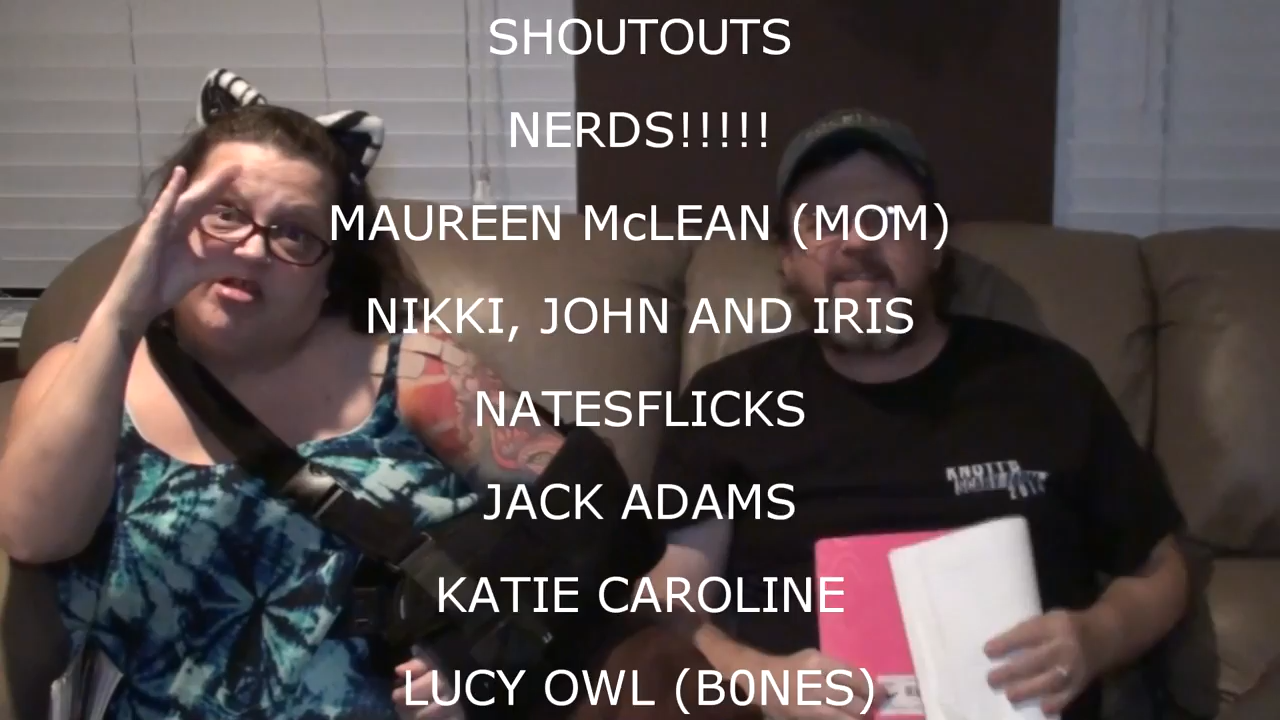 SHOUTOUTS
NERDS!!!!!
MAUREEN McLEAN (MOM)
NIKKI, JOHN AND IRIS
NATESFLICKS
JACK ADAMS
KATIE CAROLINE
LUCY OWL (B0NES)